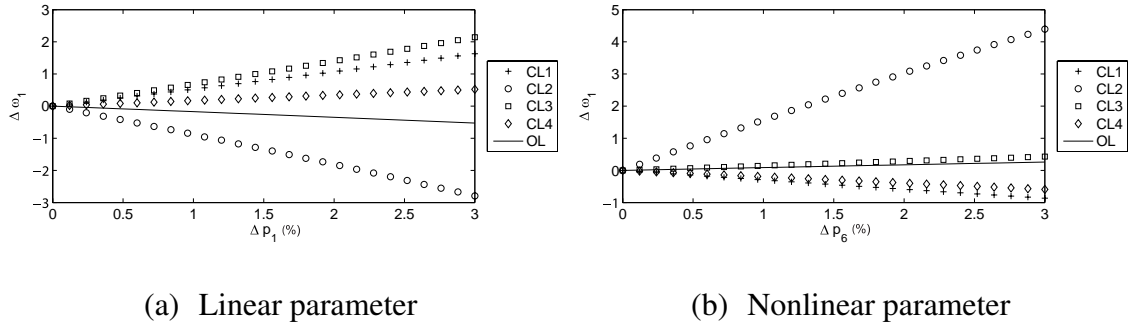 3
2
1
0
−1
−2
−3
Δ ω1
0
0.5
1
1.5
2
2.5
3
Δ p1 (%)
CL1
CL2
CL3
CL4
OL
5
4
3
2
1
0
−1
Δ ω1
0
0.5
1
1.5
2
2.5
3
Δ p6 (%)
CL1
CL2
CL3
CL4
OL
(a) Linear parameter
(b) Nonlinear parameter